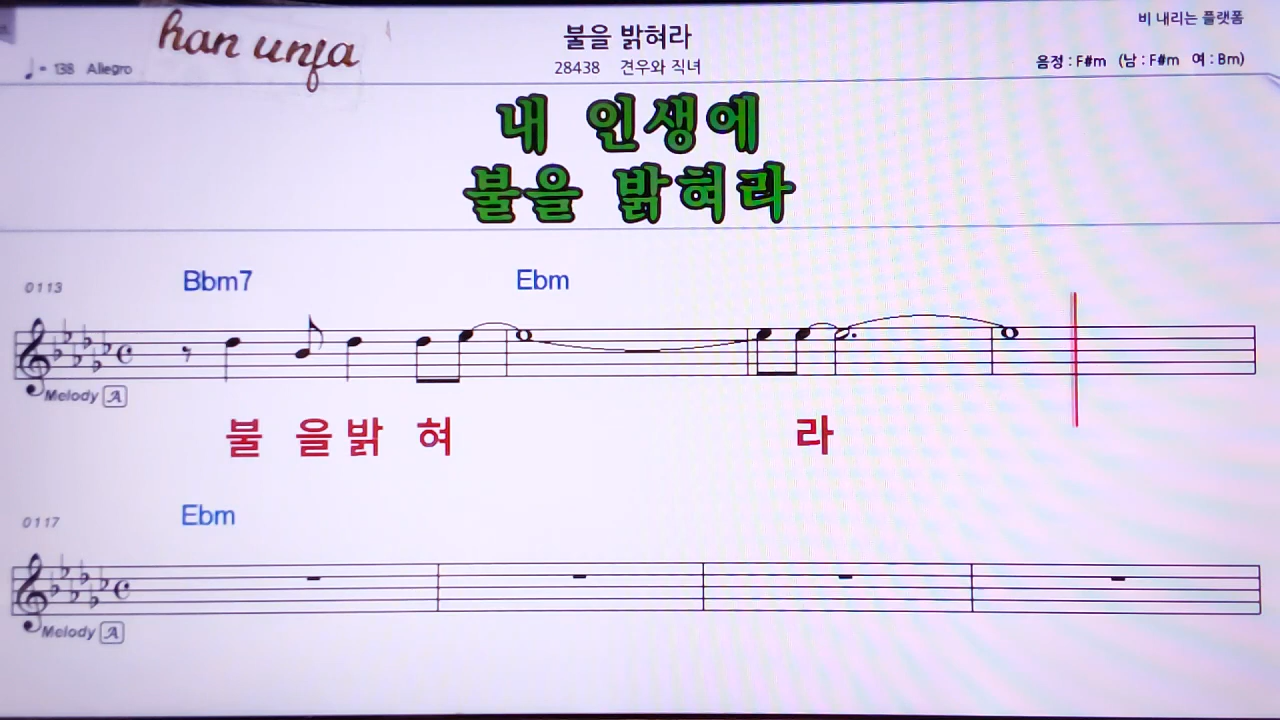 han unfa
♩= 138 Allegro
불을 밝혀라
28438 견우와 직녀
비 내리는 플랫폼
음정 : F#m (남 : F#m 여 : Bm)
내 인생에
불을 밝혀라
0113 Bbm7 Ebm
Melody A
불 을 밝 혀 라
0117 Ebm
Melody A